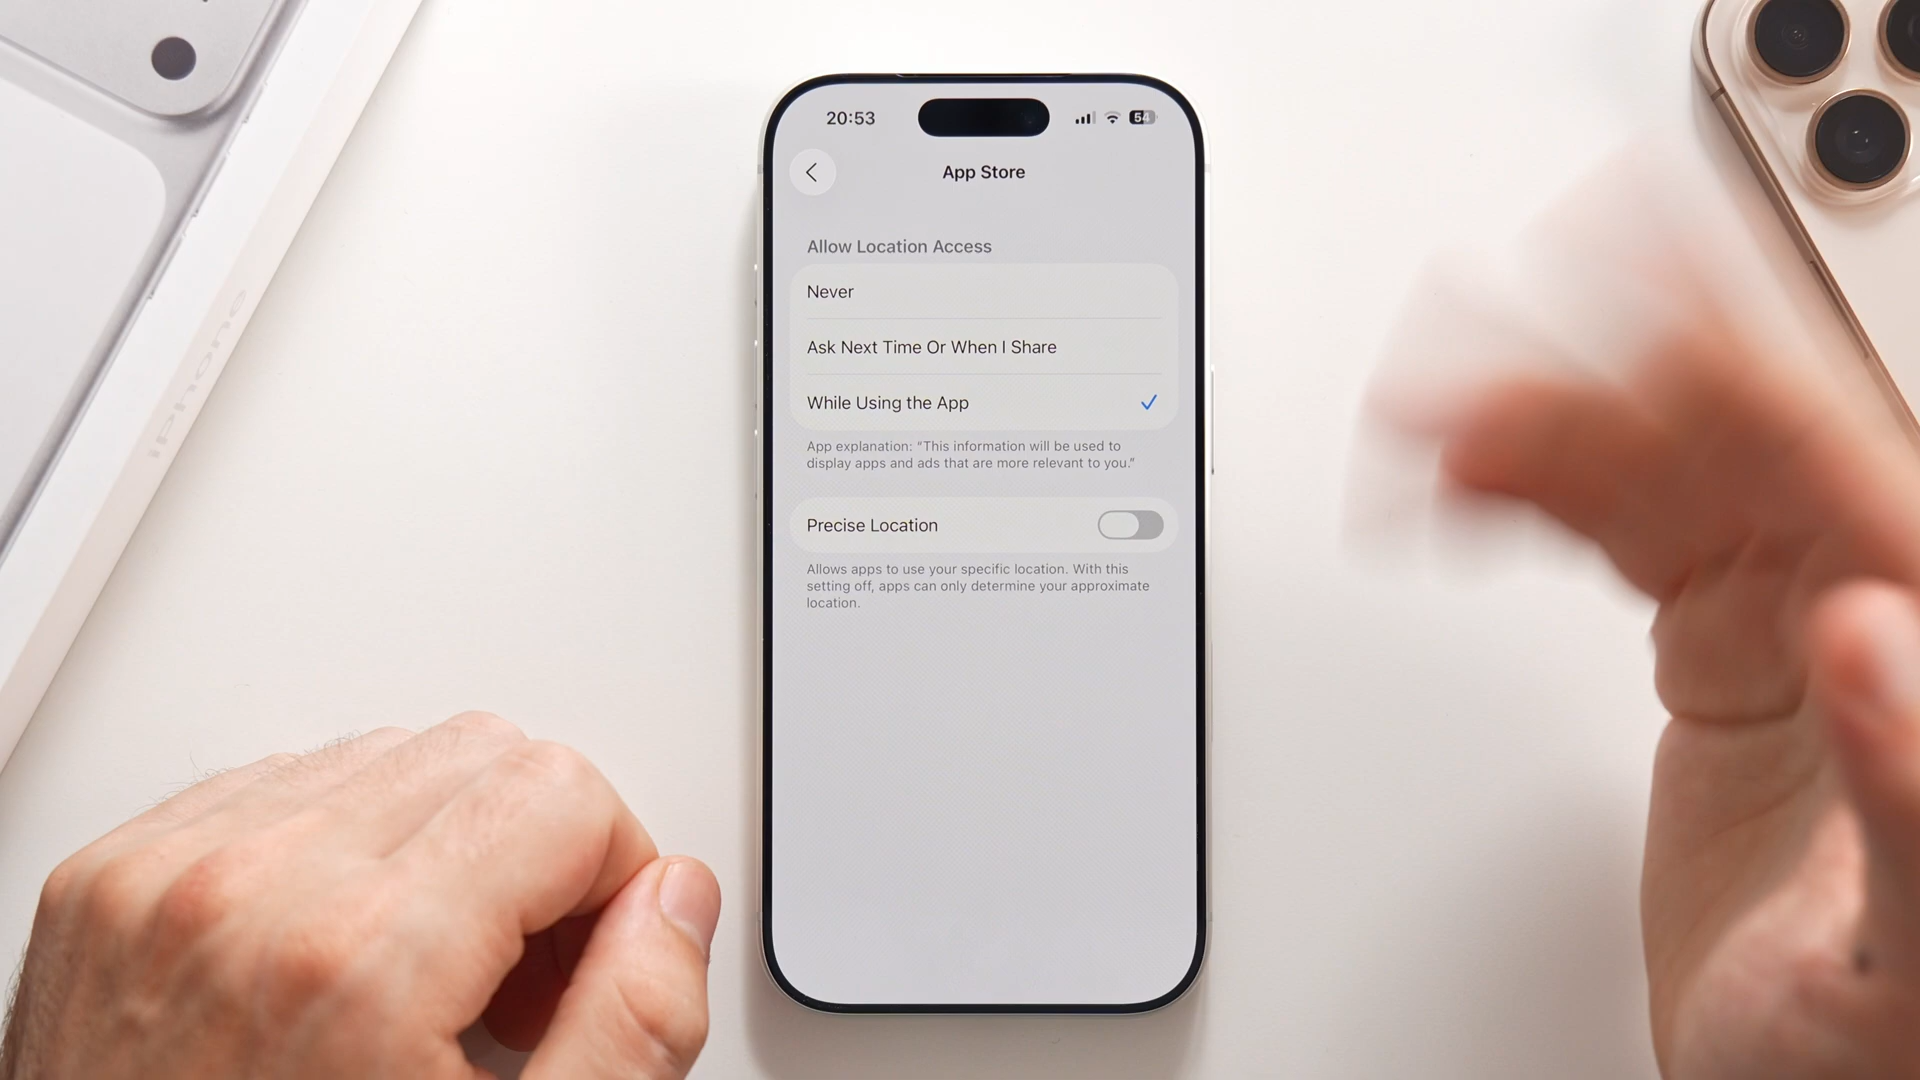 20:53
54
App Store
Allow Location Access
Never
Ask Next Time Or When I Share
While Using the App
App explanation: “This information will be used to
display apps and ads that are more relevant to you.”
Precise Location
Allows apps to use your specific location. With this
setting off, apps can only determine your approximate
location.
iPhone